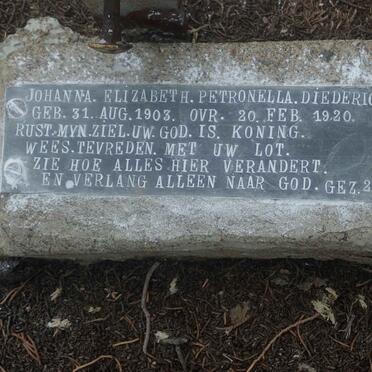 JOHANNA. ELIZABETH. PETRONELLA. DIEDERIC
GEB. 31. AUG. 1903. OVR. 20. FEB. 1920.
RUST. MYN. ZIEL. UW. GOD. IS. KONING.
WEES. TEVREDEN. MET UW LOT.
ZIE HOE ALLES HIER VERANDERT.
EN VERLANG ALLEEN NAAR GOD. GEZ. 2